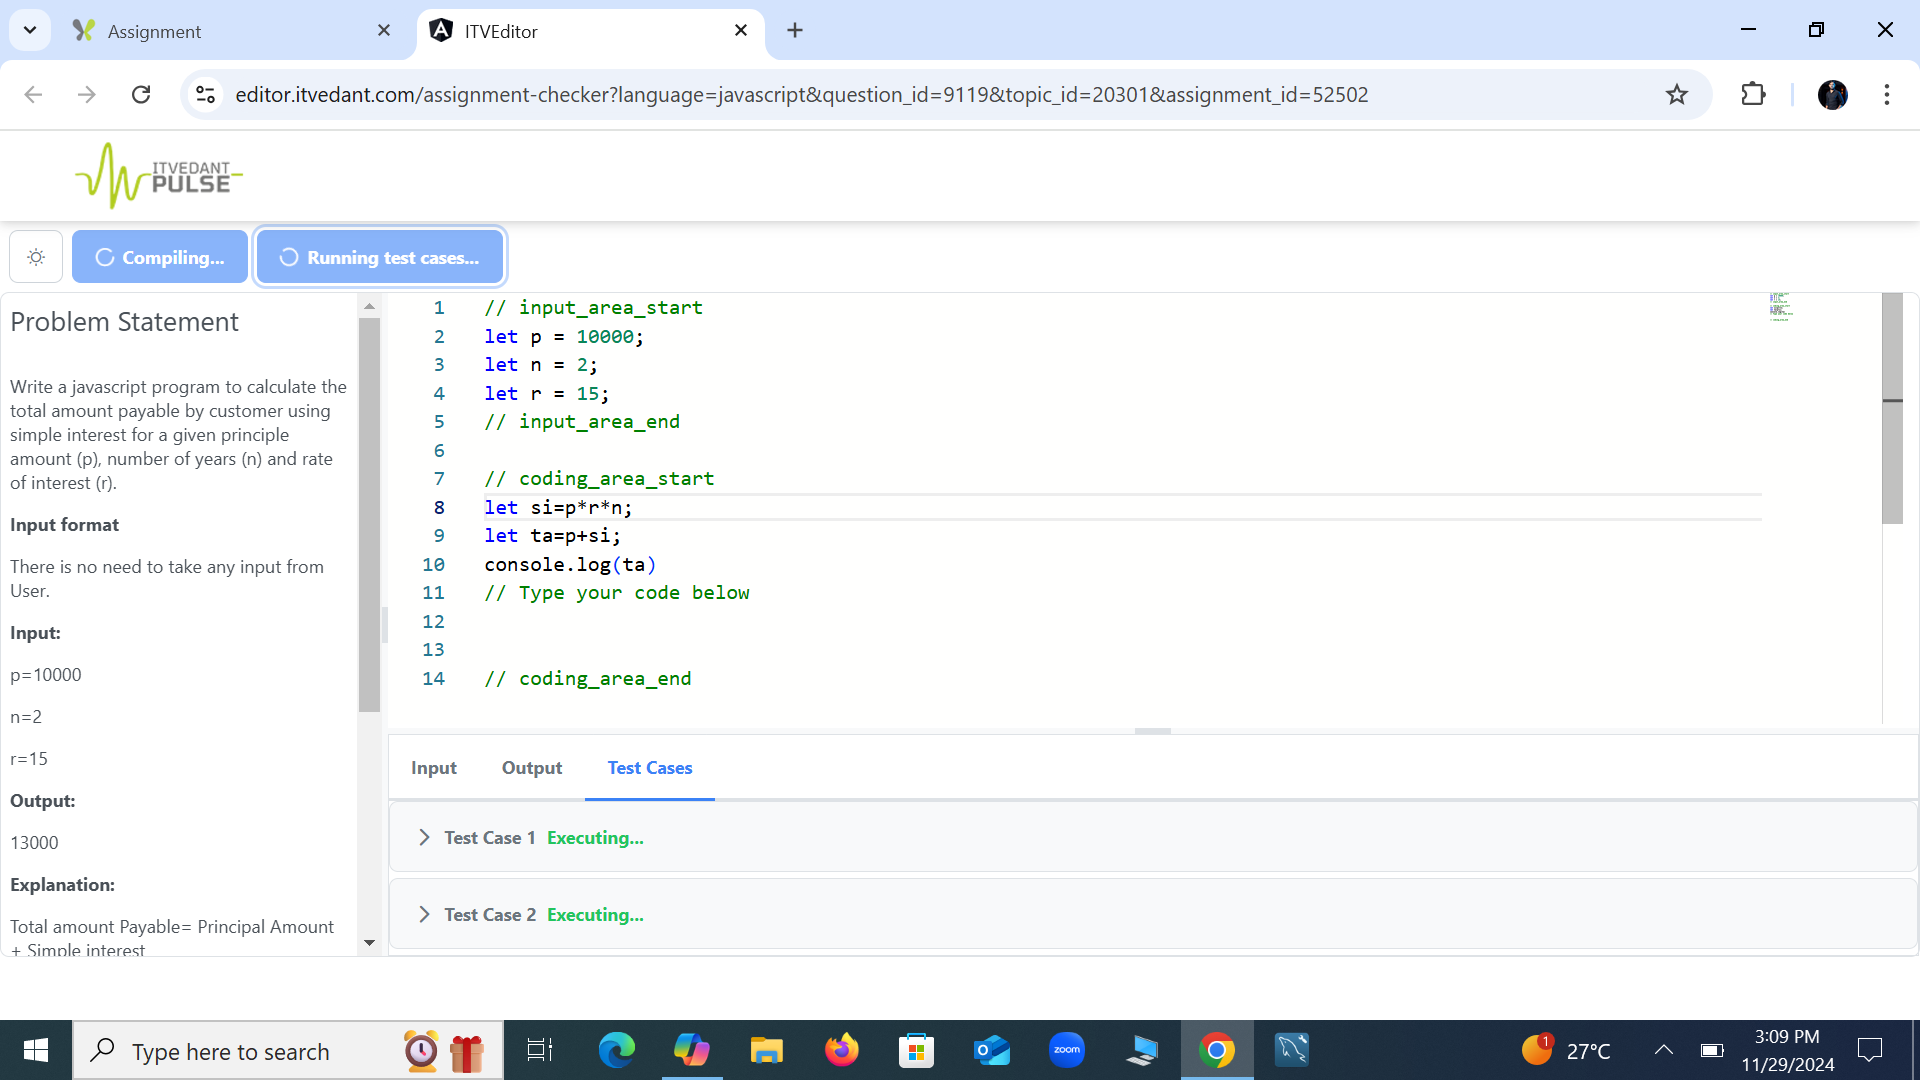 Assignment
ITVEditor
editor.itvedant.com/assignment-checker?language=javascript&question_id=9119&topic_id=20301&assignment_id=52502
ITVEDANT
PULSE
Compiling...
Running test cases...
Problem Statement
Write a javascript program to calculate the
total amount payable by customer using
simple interest for a given principle
amount (p), number of years (n) and rate
of interest (r).
Input format
There is no need to take any input from
User.
Input:
p=10000
n=2
r=15
Output:
13000
Explanation:
Total amount Payable= Principal Amount
+ Simple interest
1 // input_area_start
2 let p = 10000;
3 let n = 2;
4 let r = 15;
5 // input_area_end
6
7 // coding_area_start
8 let si=p*r*n;
9 let ta=p+si;
10 console.log(ta)
11 // Type your code below
12
13
14 // coding_area_end
Input
Output
Test Cases
Test Case 1 Executing...
Test Case 2 Executing...
Type here to search
zoom
1
27°C
3:09 PM
11/29/2024